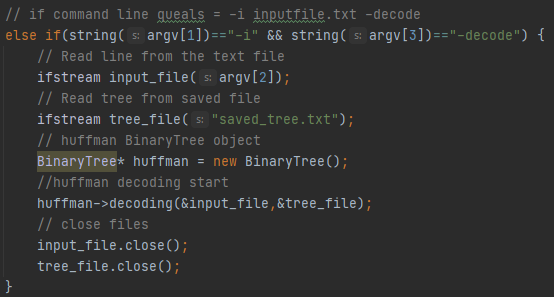 // if command line queals = -i inputfile.txt -decode
else if(string( s: argv[1])=="-i" && string( s: argv[3])=="-decode") {
// Read line from the text file
ifstream input_file( s: argv[2]);
// Read tree from saved file
ifstream tree_file( s: "saved_tree.txt");
// huffman BinaryTree object
BinaryTree* huffman = new BinaryTree();
//huffman decoding start
huffman->decoding(&input_file,&tree_file);
// close files
input_file.close();
tree_file.close();
}